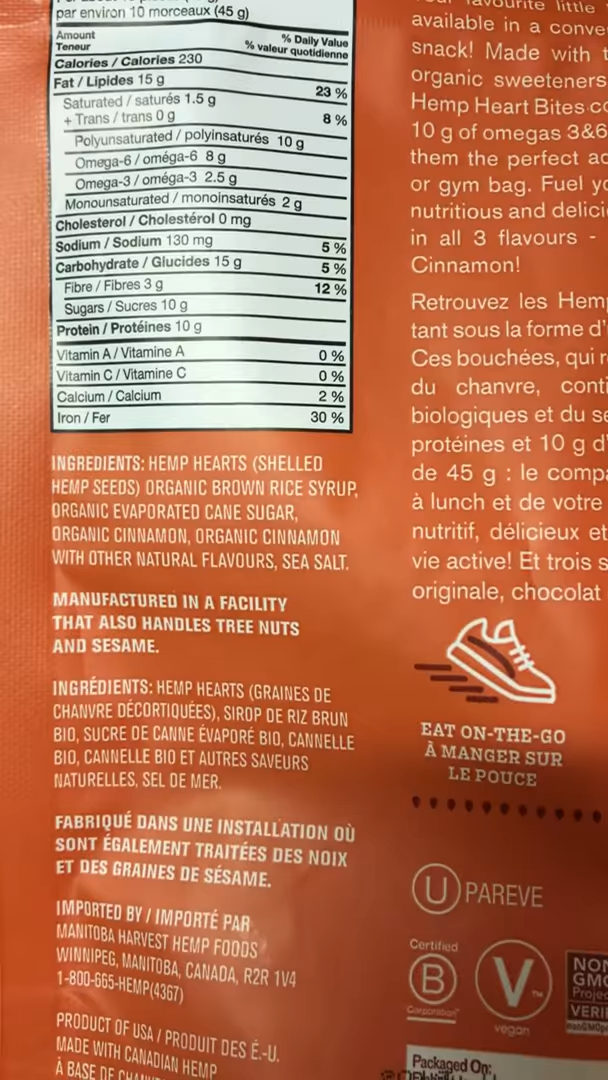 par environ 10 morceaux (45 g)
Amount
Teneur
% Daily Value
% valeur quotidienne
Calories / Calories 230
Fat / Lipides 15 g 23 %
Saturated / saturés 1.5 g
+ Trans / trans 0 g 8 %
Polyunsaturated / polyinsaturés 10 g
Omega-6 / oméga-6 8 g
Omega-3 / oméga-3 2.5 g
Monounsaturated / monoinsaturés 2 g
Cholesterol / Cholestérol 0 mg
Sodium / Sodium 130 mg 5 %
Carbohydrate / Glucides 15 g 5 %
Fibre / Fibres 3 g 12 %
Sugars / Sucres 10 g
Protein / Protéines 10 g
Vitamin A / Vitamine A 0 %
Vitamin C / Vitamine C 0 %
Calcium / Calcium 2 %
Iron / Fer 30 %
INGREDIENTS: HEMP HEARTS (SHELLED
HEMP SEEDS) ORGANIC BROWN RICE SYRUP,
ORGANIC EVAPORATED CANE SUGAR,
ORGANIC CINNAMON, ORGANIC CINNAMON
WITH OTHER NATURAL FLAVOURS, SEA SALT.
MANUFACTURED IN A FACILITY
THAT ALSO HANDLES TREE NUTS
AND SESAME.
INGRÉDIENTS: HEMP HEARTS (GRAINES DE
CHANVRE DÉCORTIQUÉES), SIROP DE RIZ BRUN
BIO, SUCRE DE CANNE ÉVAPORÉ BIO, CANNELLE
BIO, CANNELLE BIO ET AUTRES SAVEURS
NATURELLES, SEL DE MER.
FABRIQUÉ DANS UNE INSTALLATION OÙ
SONT ÉGALEMENT TRAITÉES DES NOIX
ET DES GRAINES DE SÉSAME.
IMPORTED BY / IMPORTÉ PAR
MANITOBA HARVEST HEMP FOODS
WINNIPEG, MANITOBA, CANADA, R2R 1V4
1-800-665-HEMP(4367)
PRODUCT OF USA / PRODUIT DES É.-U.
MADE WITH CANADIAN HEMP
À BASE DE
favourite little
available in a conve
snack! Made with t
organic sweeteners
Hemp Heart Bites co
10 g of omegas 3&6
them the perfect ac
or gym bag. Fuel yo
nutritious and delici
in all 3 flavours -
Cinnamon!
Retrouvez les Hemp
tant sous la forme d'
Ces bouchées, qui r
du chanvre, conti
biologiques et du se
protéines et 10 g d'
de 45 g : le compa
à lunch et de votre
nutritif, délicieux et
vie active! Et trois s
originale, chocolat
EAT ON-THE-GO
À MANGER SUR
LE POUCE
U PAREVE
Certified
B
Corporation
V
TM
vegan
NON
GMO
Projec
VERIF
nonGMOp
Packaged On: